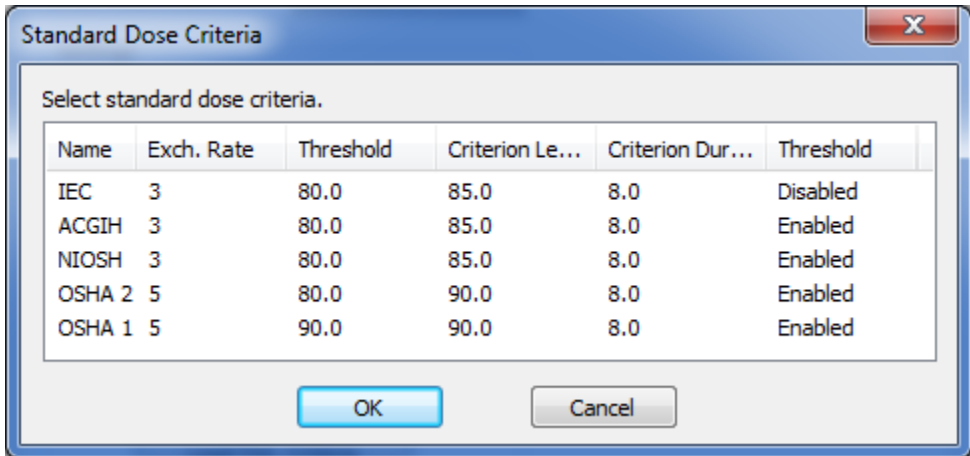 Standard Dose Criteria
Select standard dose criteria.
Name Exch. Rate Threshold Criterion Le... Criterion Dur... Threshold
IEC 3 80.0 85.0 8.0 Disabled
ACGIH 3 80.0 85.0 8.0 Enabled
NIOSH 3 80.0 85.0 8.0 Enabled
OSHA 2 5 80.0 90.0 8.0 Enabled
OSHA 1 5 90.0 90.0 8.0 Enabled
OK Cancel